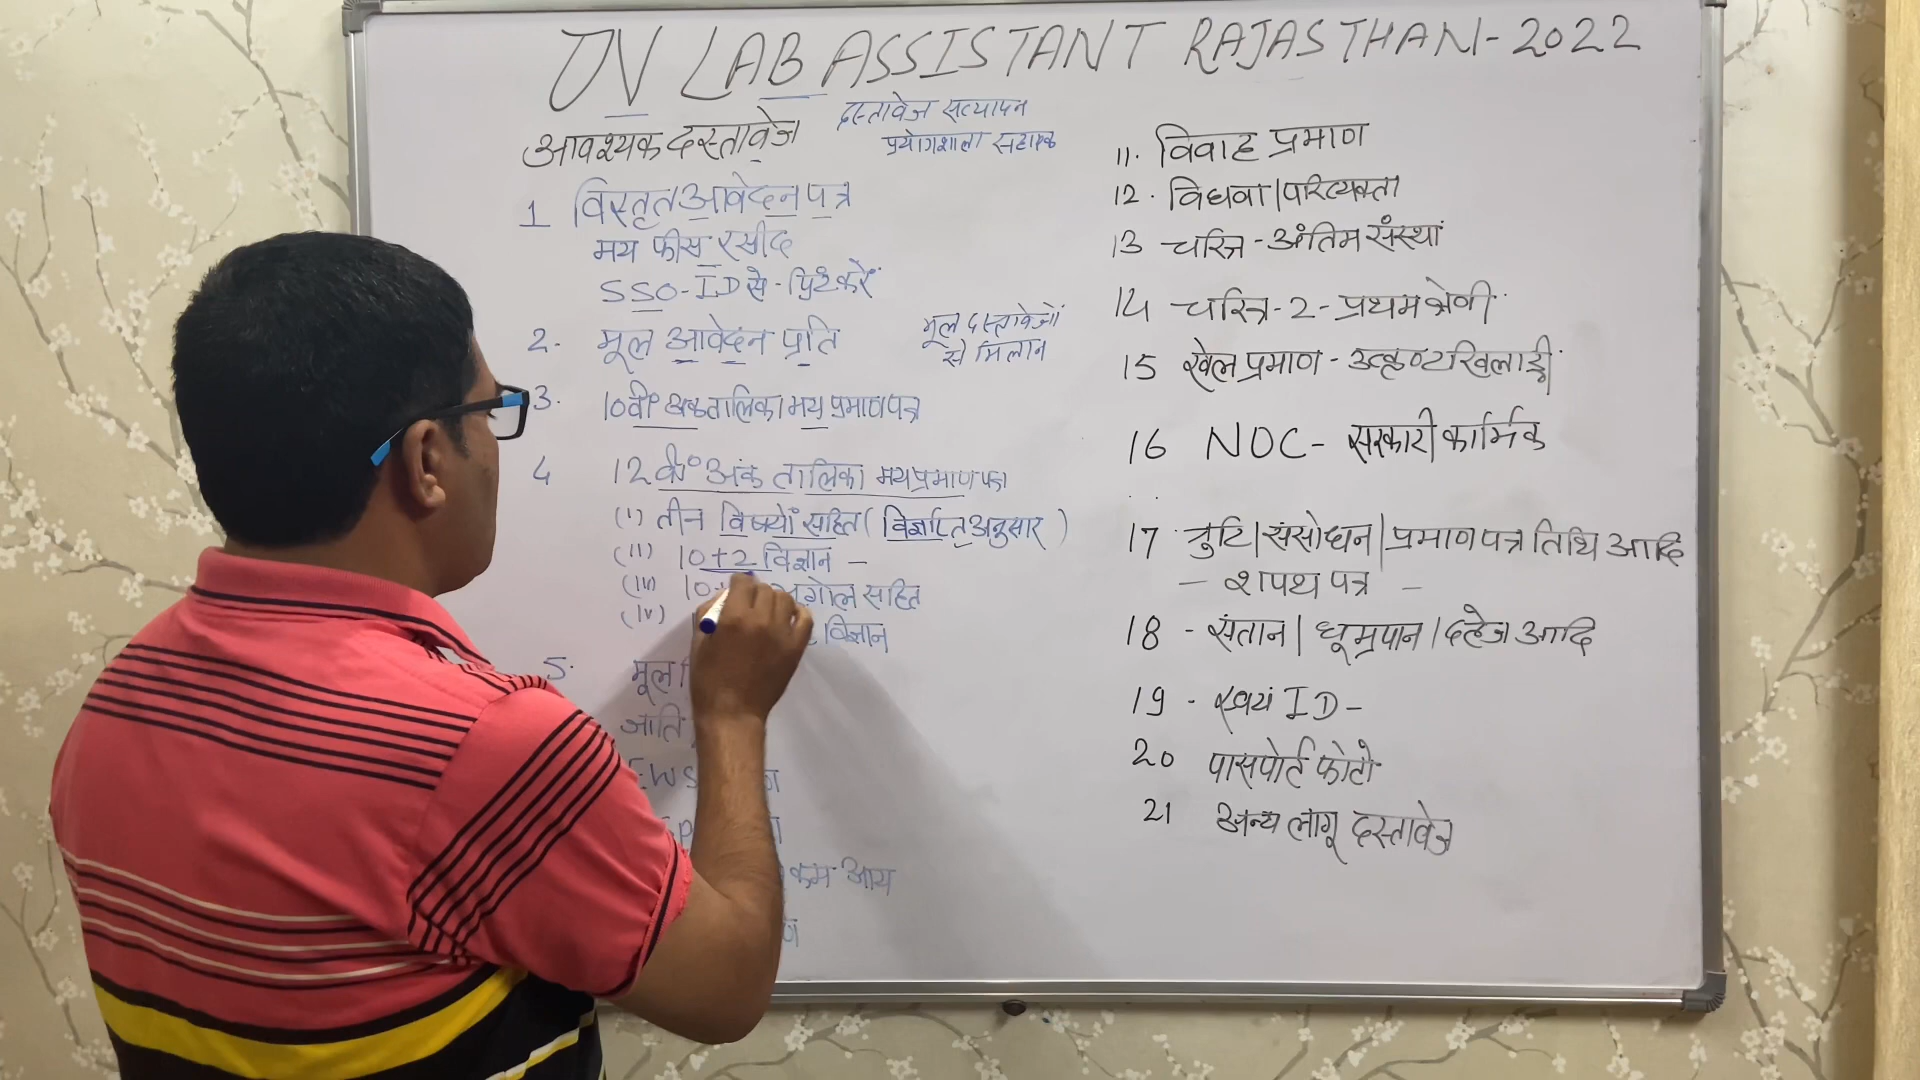 DV LAB ASSISTANT RAJASTHAN-2022
दस्तावेज सत्यापन
प्रयोगशाला सहायक
आवश्यक दस्तावेज
1 विस्तृत आवेदन पत्र
मय फीस रसीद
SSO-ID से - प्रिंट करें
2. मूल आवेदन प्रति
मूल दस्तावेजों
से मिलान
3. 10वीं अंकतालिका मय प्रमाण पत्र
4 12वीं अंक तालिका मय प्रमाण पत्र
(i) तीन विषयों सहित (विज्ञप्ति अनुसार)
(ii) 10+2 विज्ञान -
(iii) 10 भूगोल सहित
(iv) विज्ञान
5. मूल
जाति
EWS
कम आय
11. विवाह प्रमाण
12. विधवा/परित्यक्ता
13 चरित्र - अंतिम संस्था
14 चरित्र-2-प्रथम श्रेणी
15 खेल प्रमाण - उत्कृष्ट खिलाड़ी
16 NOC- सरकारी कार्मिक
17. त्रुटि/संसोधन/प्रमाण पत्र तिथि आदि
- शपथ पत्र -
18 - संतान/धूम्रपान/दहेज आदि
19 - स्वयं ID-
20 पासपोर्ट फोटो
21 अन्य लागू दस्तावेज